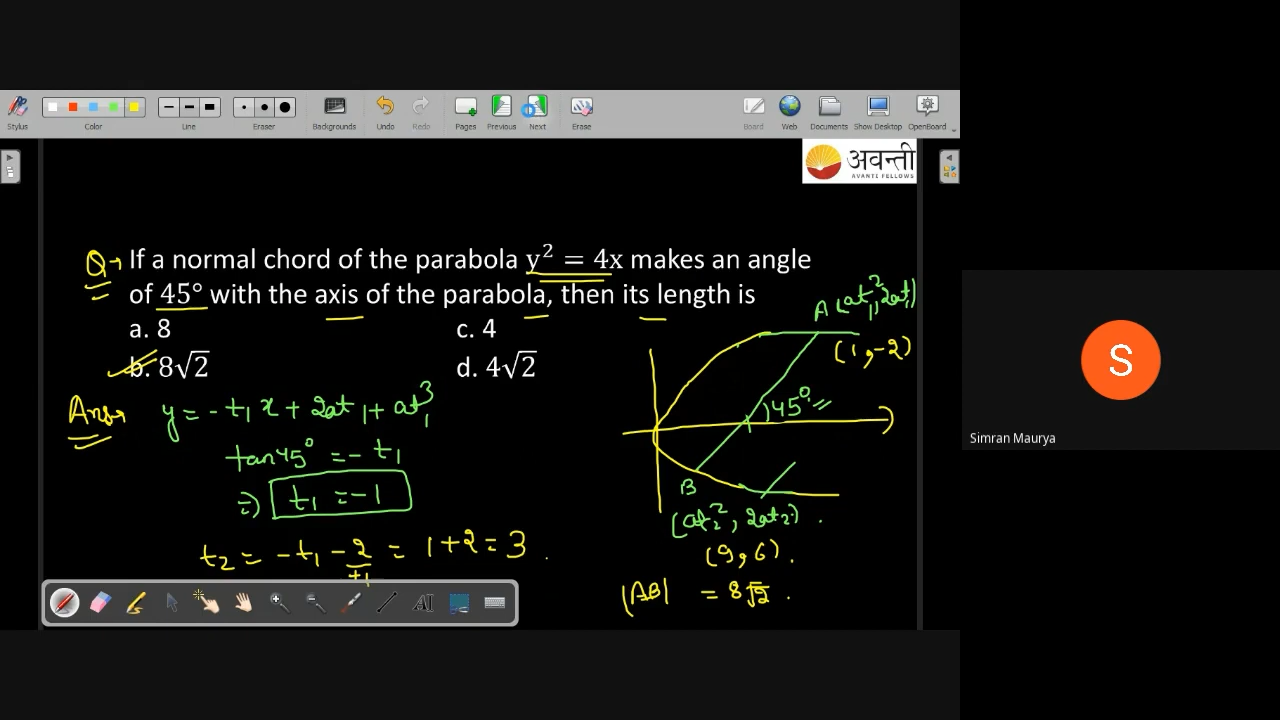 Stylus
Color
Line
Eraser
Backgrounds
Undo
Redo
Pages
Previous
Next
Erase
Board
Web
Documents
Show Desktop
OpenBoard
अवन्ती
AVANTI FELLOWS
Q→ If a normal chord of the parabola y² = 4x makes an angle
of 45° with the axis of the parabola, then its length is
a. 8
c. 4
b. 8√2
d. 4√2
A (at₁², 2at₁)
(1, -2)
45°
B
(at₂², 2at₂)
(9, 6).
|AB| = 8√2.
Ans→ y = -t₁x + 2at₁ + at₁³
tan45° = -t₁
⇒ t₁ = -1
t₂ = -t₁ - 2/t₁ = 1+2 = 3.
AI
S
Simran Maurya